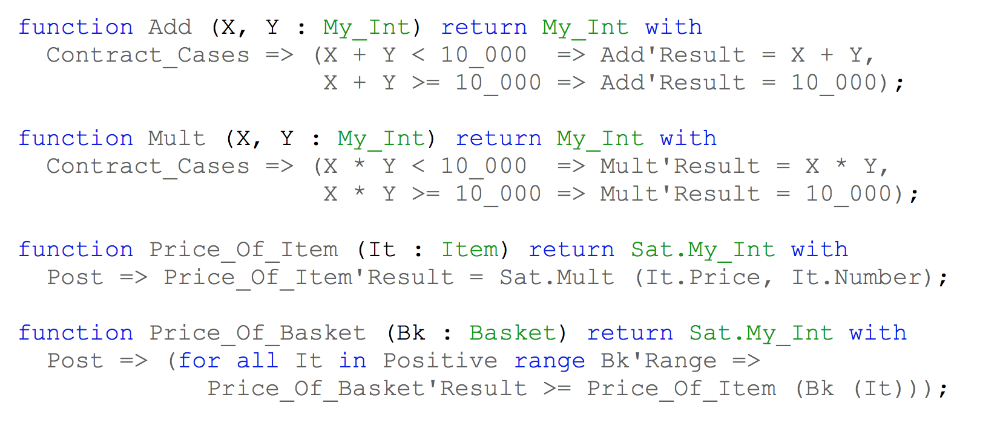 function Add (X, Y : My_Int) return My_Int with
  Contract_Cases => (X + Y < 10_000  => Add'Result = X + Y,
                     X + Y >= 10_000 => Add'Result = 10_000);
function Mult (X, Y : My_Int) return My_Int with
  Contract_Cases => (X * Y < 10_000  => Mult'Result = X * Y,
                     X * Y >= 10_000 => Mult'Result = 10_000);
function Price_Of_Item (It : Item) return Sat.My_Int with
  Post => Price_Of_Item'Result = Sat.Mult (It.Price, It.Number);
function Price_Of_Basket (Bk : Basket) return Sat.My_Int with
  Post => (for all It in Positive range Bk'Range =>
             Price_Of_Basket'Result >= Price_Of_Item (Bk (It)));